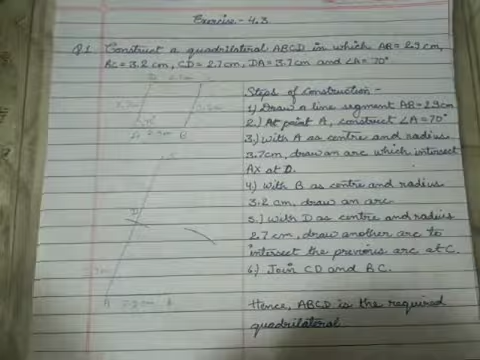 Exercise - 4.3
Q.1 Construct a quadrilateral ABCD in which AB = 2.9 cm,
BC = 3.2 cm, CD = 2.7 cm, DA = 3.7 cm and ∠A = 70°
Steps of construction -
1.) Draw a line segment AB = 2.9cm
2.) At point A, construct ∠A = 70°
3.) With A as centre and radius
3.7cm, draw an arc which intersect
AX at D.
4.) With B as centre and radius
3.2 cm, draw an arc.
5.) With D as centre and radius
2.7 cm, draw another arc to
intersect the previous arc at C.
6.) Join CD and BC.
Hence, ABCD is the required
quadrilateral
A B
D
A B